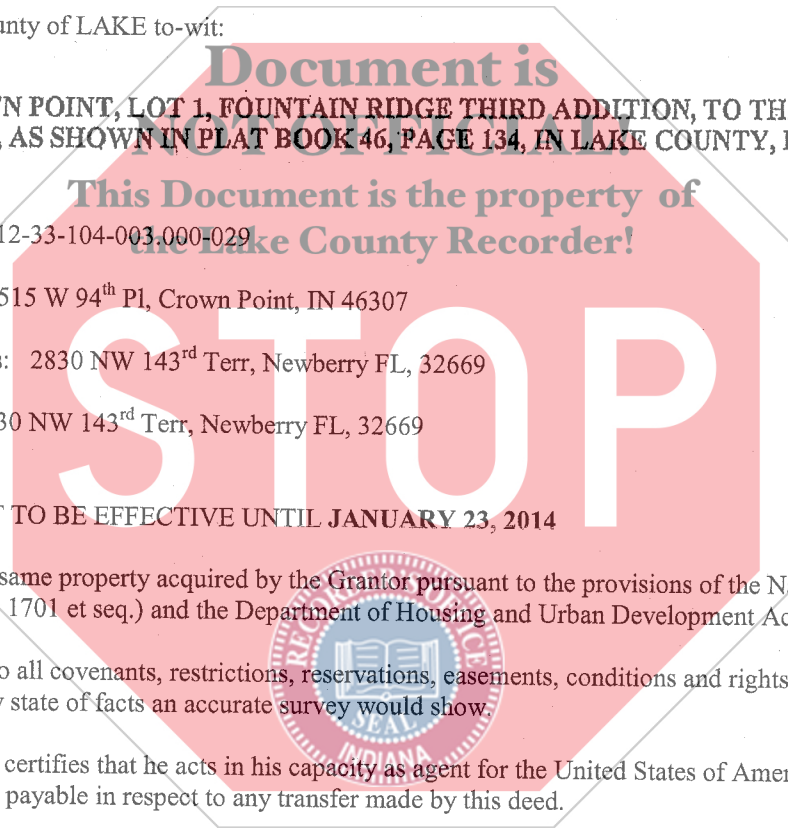 unty of LAKE to-wit:
Document is
'N POINT, LOT 1, FOUNTAIN RIDGE THIRD ADDITION, TO TH
NOT OFFICIAL!
, AS SHOWN IN PLAT BOOK 46, PAGE 134, IN LAKE COUNTY, I
This Document is the property of
12-33-104-003.000-029
the Lake County Recorder!
515 W 94th Pl, Crown Point, IN 46307
s: 2830 NW 143rd Terr, Newberry FL, 32669
30 NW 143rd Terr, Newberry FL, 32669
STOP
T TO BE EFFECTIVE UNTIL JANUARY 23, 2014
same property acquired by the Grantor pursuant to the provisions of the N
1701 et seq.) and the Department of Housing and Urban Development Ac
o all covenants, restrictions, reservations, easements, conditions and rights
y state of facts an accurate survey would show.
RECORDER'S OFFICE
SEAL
INDIANA
certifies that he acts in his capacity as agent for the United States of Amer
payable in respect to any transfer made by this deed.